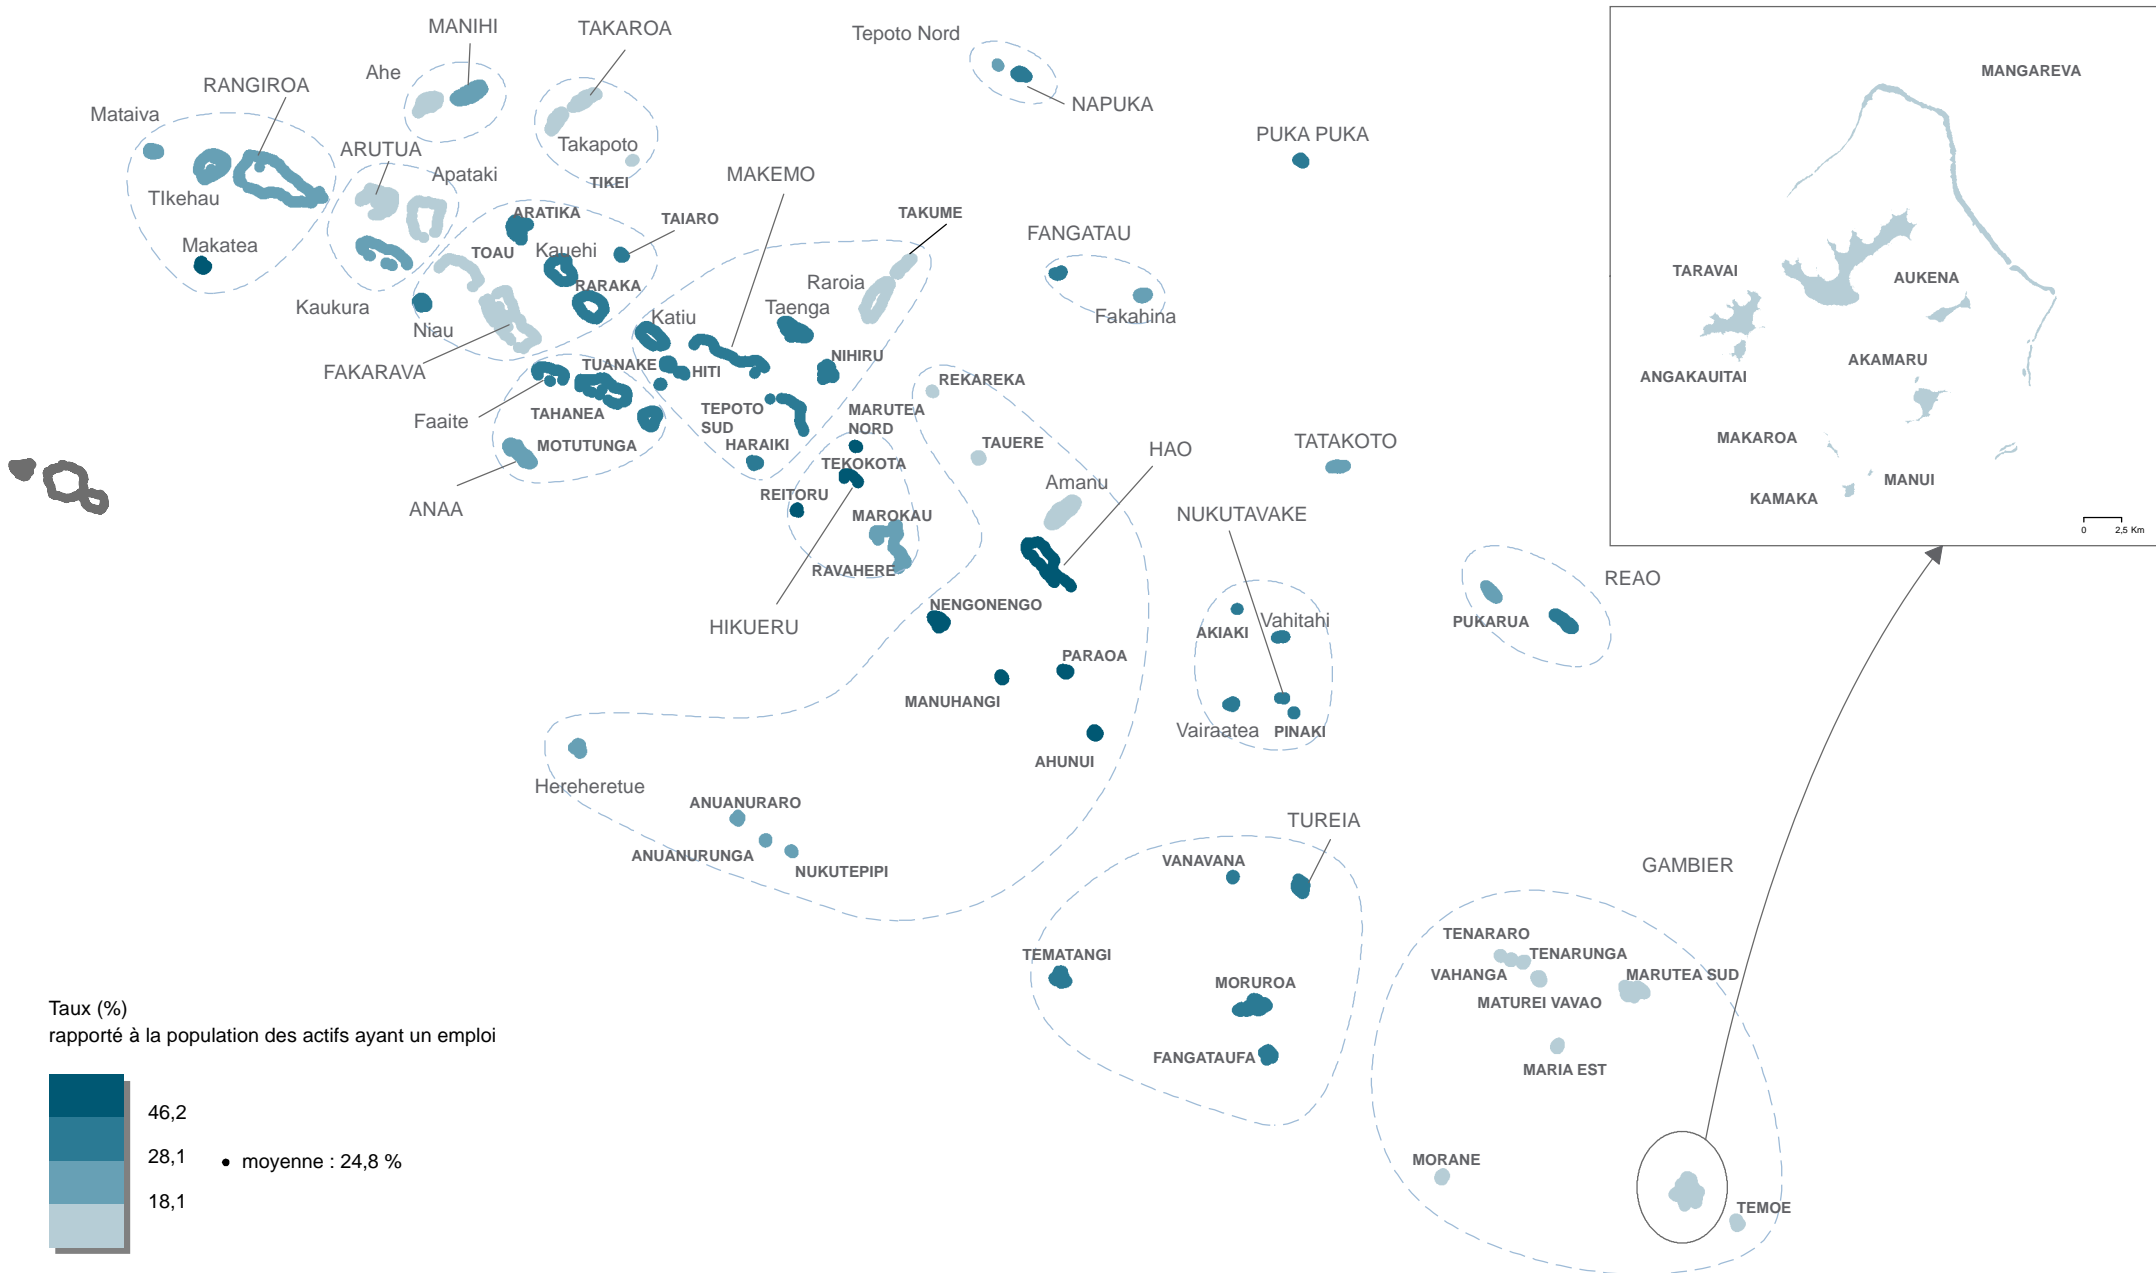 MANIHI
TAKAROA
Tepoto Nord
Ahe
RANGIROA
Mataiva
NAPUKA
ARUTUA
Takapoto
PUKA PUKA
Apataki
MAKEMO
TIKEI
TIkehau
ARATIKA
TAIARO
TAKUME
FANGATAU
Makatea
TOAU
Kauehi
RARAKA
Raroia
Kaukura
Niau
Katiu
Taenga
Fakahina
FAKARAVA
TUANAKE
HITI
NIHIRU
REKAREKA
Faaite
TAHANEA
TEPOTO
SUD
MARUTEA
NORD
MOTUTUNGA
HARAIKI
TEKOKOTA
TAUERE
HAO
TATAKOTO
ANAA
REITORU
Amanu
MAROKAU
NUKUTAVAKE
RAVAHERE
REAO
HIKUERU
NENGONENGO
AKIAKI
Vahitahi
PUKARUA
PARAOA
MANUHANGI
Vairaatea
PINAKI
AHUNUI
Hereheretue
ANUANURARO
ANUANURUNGA
NUKUTEPIPI
TUREIA
VANAVANA
GAMBIER
TEMATANGI
MORUROA
FANGATAUFA
TENARARO
TENARUNGA
VAHANGA
MARUTEA SUD
MATUREI VAVAO
MARIA EST
MORANE
TEMOE
MANGAREVA
TARAVAI
AUKENA
AKAMARU
ANGAKAUITAI
MAKAROA
MANUI
KAMAKA
0 2,5 Km
Taux (%)
rapporté à la population des actifs ayant un emploi
46,2
28,1
• moyenne : 24,8 %
18,1